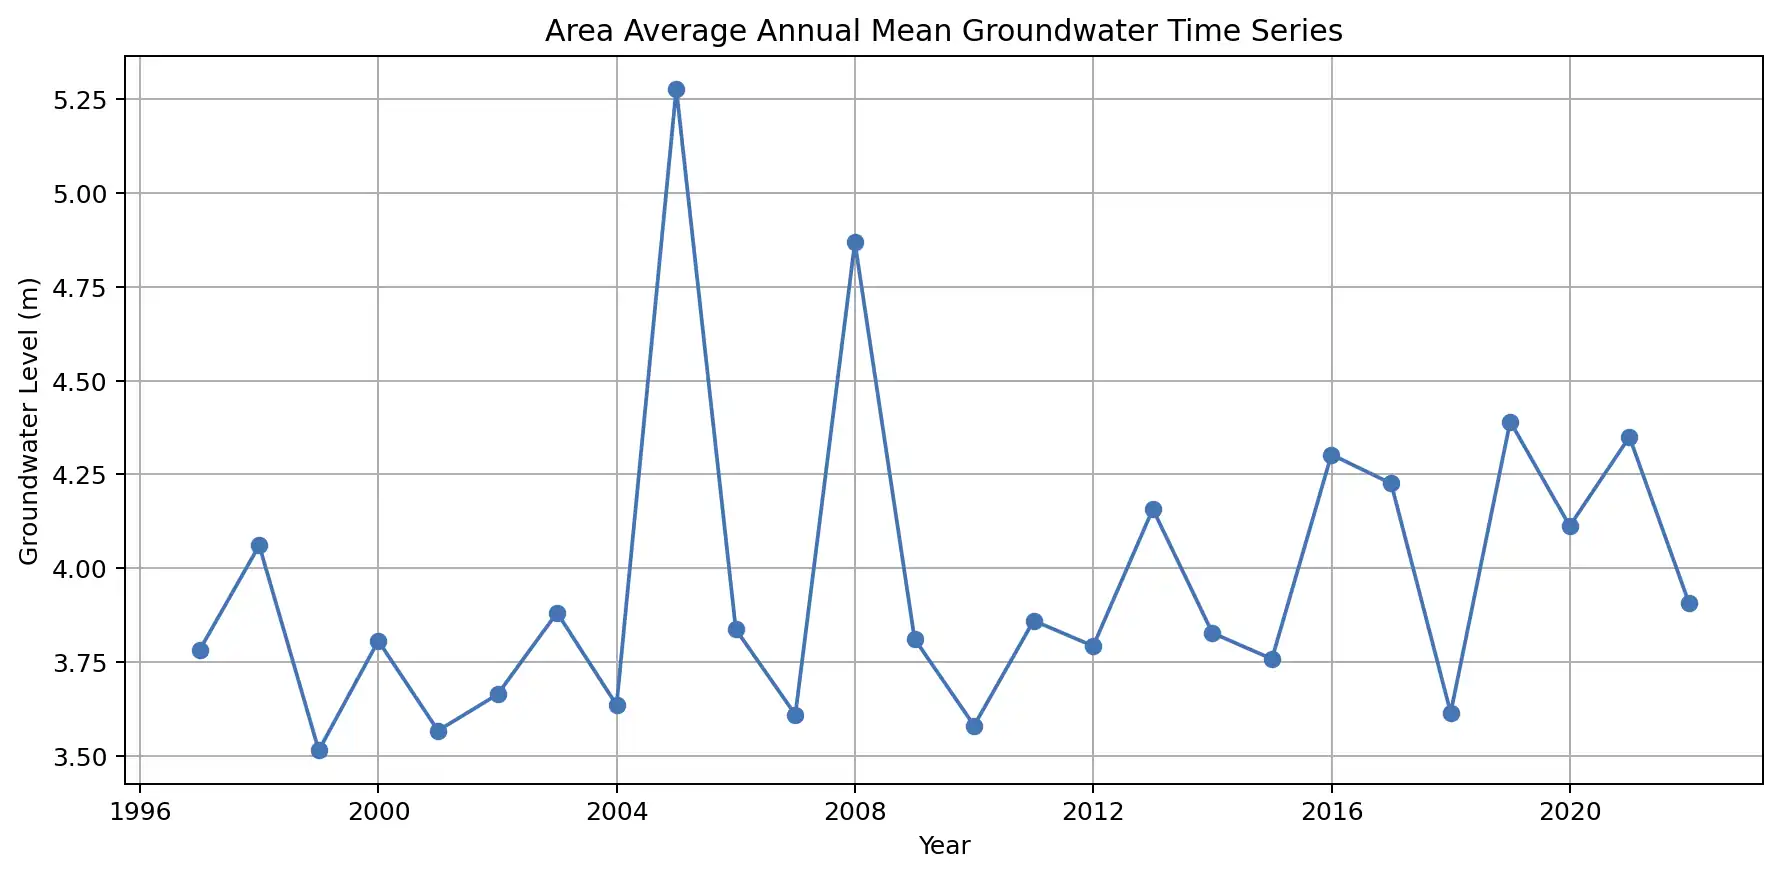 Area Average Annual Mean Groundwater Time Series
Groundwater Level (m)
5.25
5.00
4.75
4.50
4.25
4.00
3.75
3.50
1996 2000 2004 2008 2012 2016 2020
Year